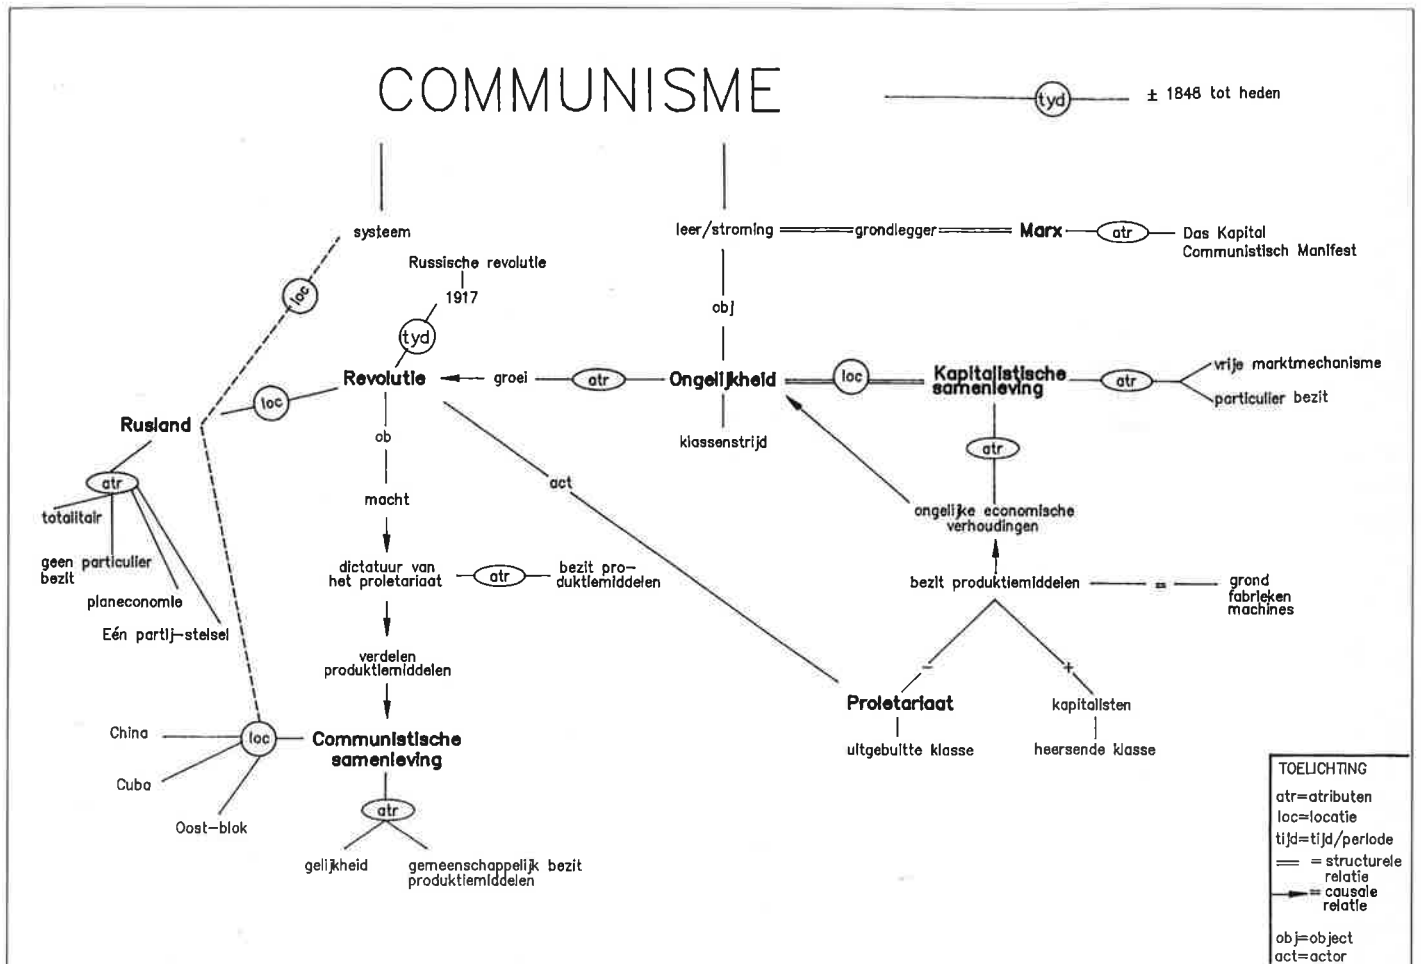 COMMUNISME
tyd
± 1848 tot heden
systeem
leer/stroming
grondlegger
Marx
atr
Das Kapital
Communistisch Manifest
Russische revolutie
1917
loc
tyd
obj
Revolutie
groei
atr
Ongelijkheid
loc
Kapitalistische
samenleving
atr
vrije marktmechanisme
particulier bezit
loc
Rusland
ob
klassenstrijd
atr
atr
act
macht
totalitair
ongelijke economische
verhoudingen
geen particulier
bezit
dictatuur van
het proletariaat
atr
bezit pro-
duktiemiddelen
bezit produktiemiddelen
=
grond
fabrieken
machines
planeconomie
Eén partij-stelsel
verdelen
produktiemiddelen
-
+
Proletariaat
kapitalisten
uitgebuitte klasse
heersende klasse
China
loc
Communistische
samenleving
Cuba
Oost-blok
atr
gelijkheid
gemeenschappelijk bezit
produktiemiddelen
TOELICHTING
atr=atributen
loc=locatie
tijd=tijd/periode
= structurele
relatie
= causale
relatie
obj=object
act=actor